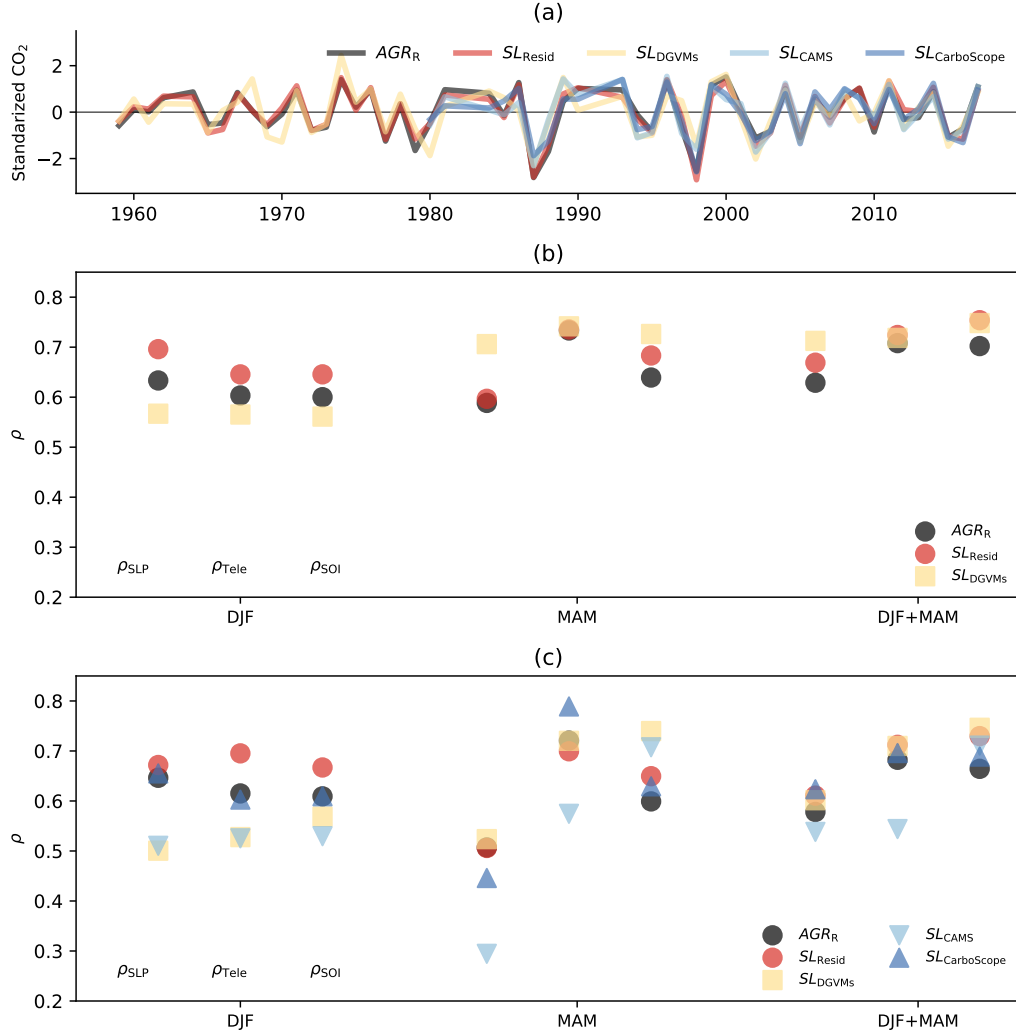 (a)
Standarized CO₂
AGR_R SL_Resid SL_DGVMs SL_CAMS SL_CarboScope
2
0
−2
1960 1970 1980 1990 2000 2010
(b)
ρ
0.8
0.7
0.6
0.5
0.4
0.3
0.2
ρ_SLP ρ_Tele ρ_SOI
AGR_R
SL_Resid
SL_DGVMs
DJF MAM DJF+MAM
(c)
ρ
0.8
0.7
0.6
0.5
0.4
0.3
0.2
ρ_SLP ρ_Tele ρ_SOI
AGR_R SL_CAMS
SL_Resid SL_CarboScope
SL_DGVMs
DJF MAM DJF+MAM